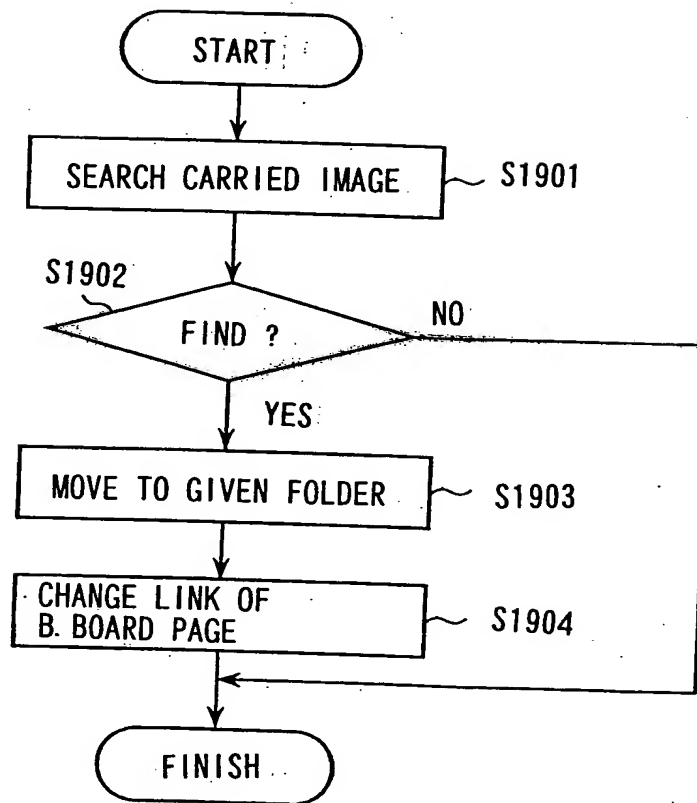 START
SEARCH CARRIED IMAGE
S1901
S1902
FIND ?
NO
YES
MOVE TO GIVEN FOLDER
S1903
CHANGE LINK OF
B. BOARD PAGE
S1904
FINISH